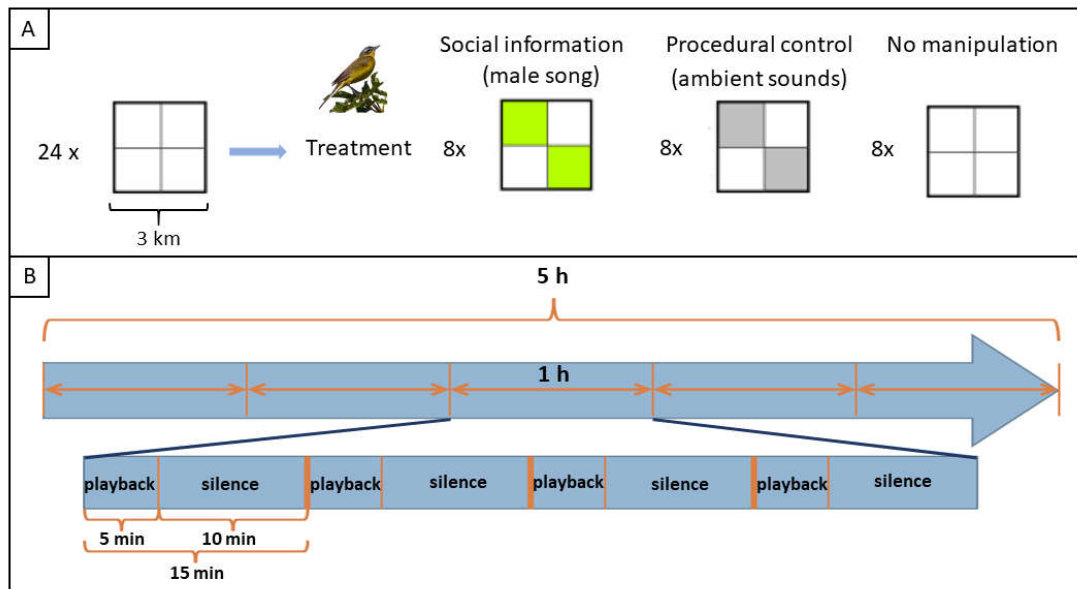 A
Social information
(male song)
Procedural control
(ambient sounds)
No manipulation
24 x
Treatment
8x
8x
8x
3 km
B
5 h
1 h
playback
silence
playback
silence
playback
silence
playback
silence
5 min
10 min
15 min